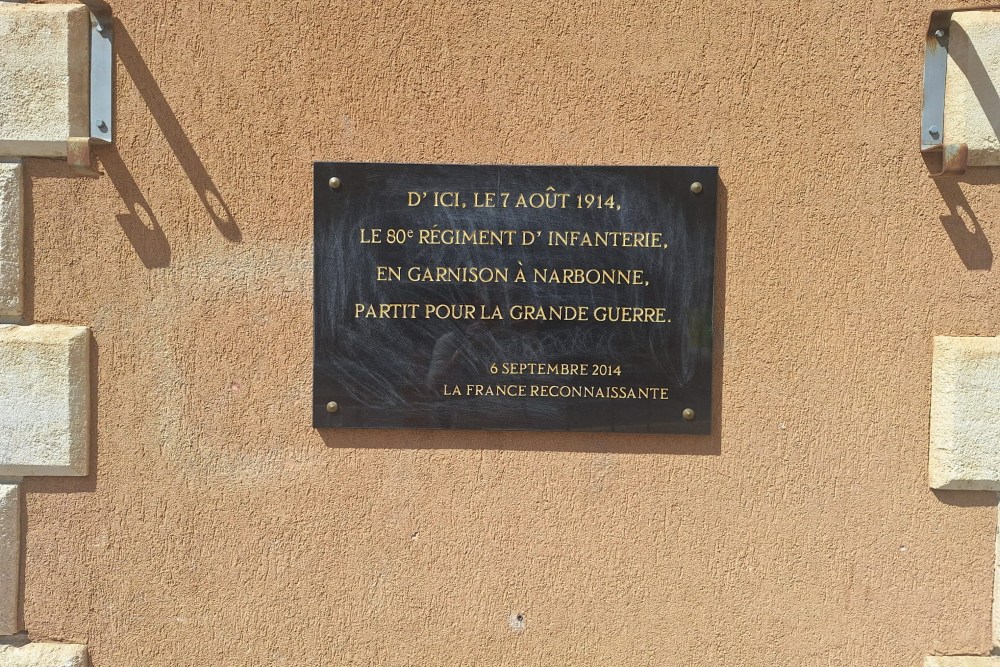 D' ICI, LE 7 AOÛT 1914,
LE 80e RÉGIMENT D' INFANTERIE,
EN GARNISON À NARBONNE,
PARTIT POUR LA GRANDE GUERRE.
6 SEPTEMBRE 2014
LA FRANCE RECONNAISSANTE